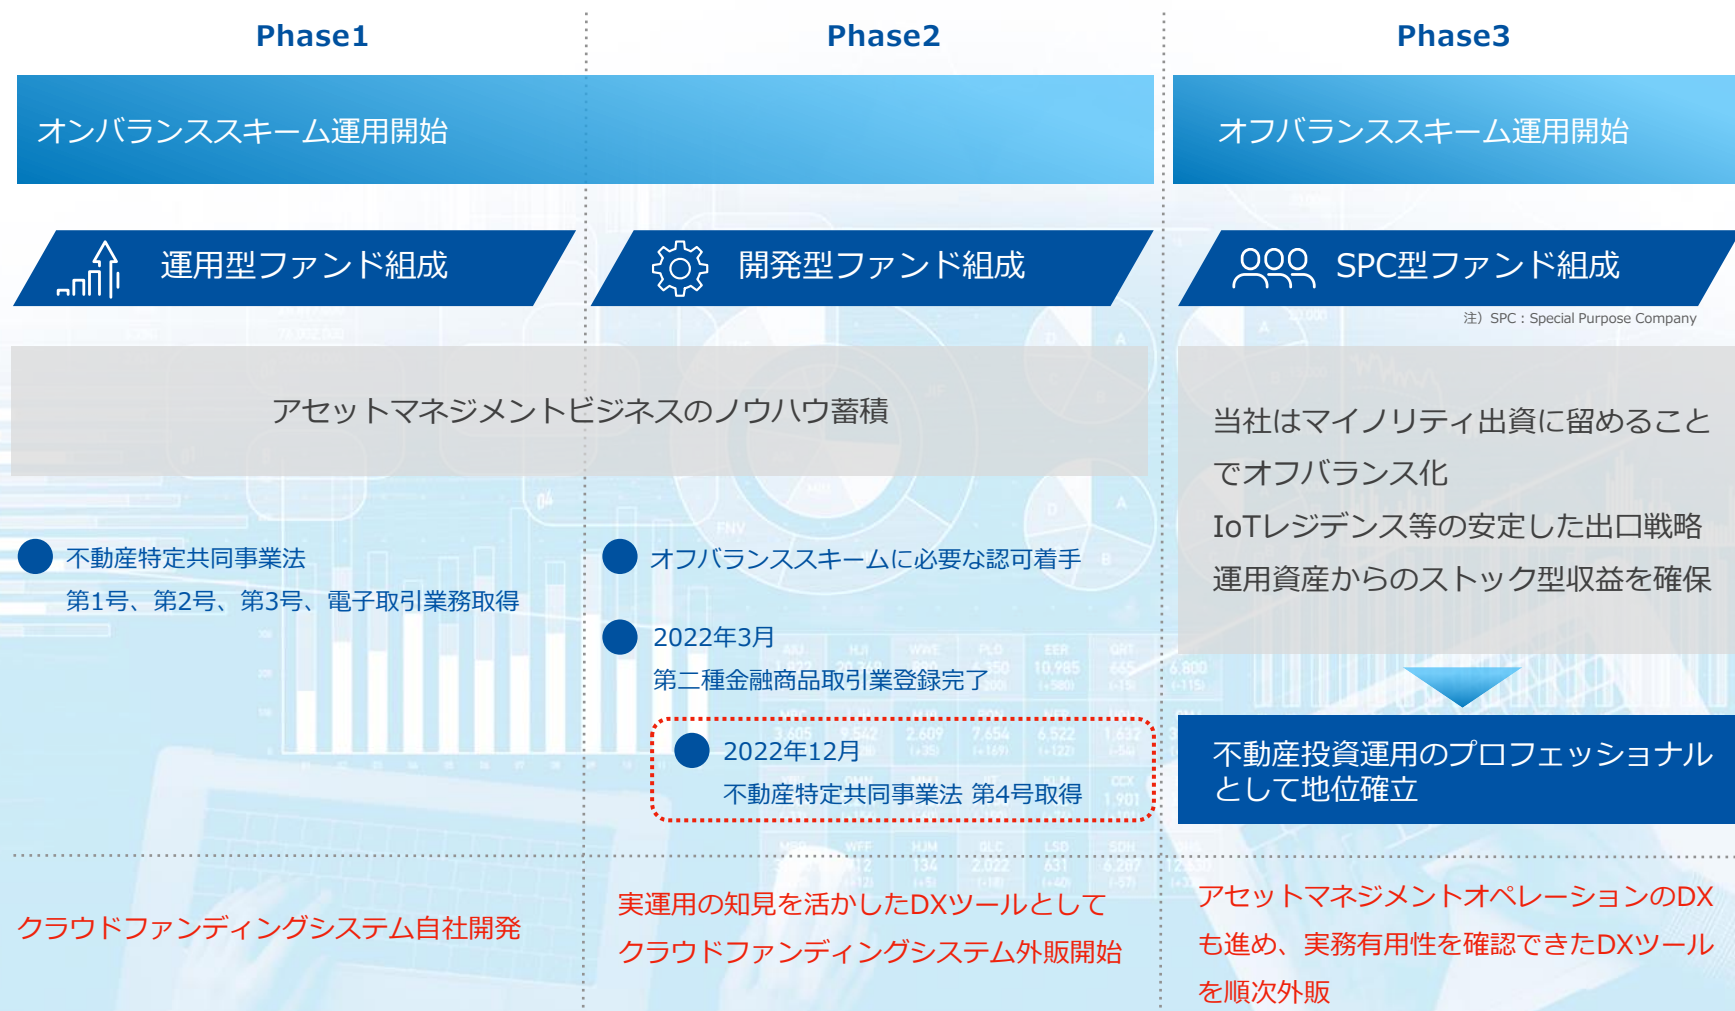 Phase1
Phase2
Phase3
オンバランススキーム運用開始
オフバランススキーム運用開始
運用型ファンド組成
開発型ファンド組成
SPC型ファンド組成
注）SPC：Special Purpose Company
アセットマネジメントビジネスのノウハウ蓄積
当社はマイノリティ出資に留めること
でオフバランス化
IoTレジデンス等の安定した出口戦略
運用資産からのストック型収益を確保
不動産特定共同事業法
第1号、第2号、第3号、電子取引業務取得
オフバランススキームに必要な認可着手
2022年3月
第二種金融商品取引業登録完了
2022年12月
不動産特定共同事業法 第4号取得
不動産投資運用のプロフェッショナル
として地位確立
クラウドファンディングシステム自社開発
実運用の知見を活かしたDXツールとして
クラウドファンディングシステム外販開始
アセットマネジメントオペレーションのDX
も進め、実務有用性を確認できたDXツール
を順次外販